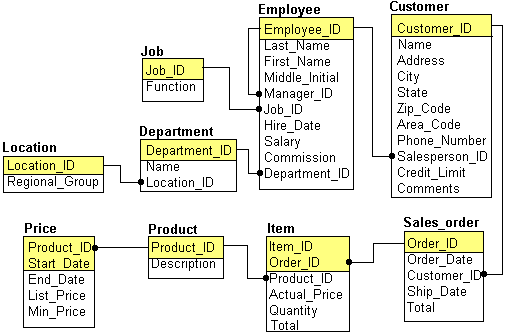 Employee
Employee_ID
Last_Name
First_Name
Middle_Initial
Manager_ID
Job_ID
Hire_Date
Salary
Commission
Department_ID
Customer
Customer_ID
Name
Address
City
State
Zip_Code
Area_Code
Phone_Number
Salesperson_ID
Credit_Limit
Comments
Job
Job_ID
Function
Department
Department_ID
Name
Location_ID
Location
Location_ID
Regional_Group
Price
Product_ID
Start_Date
End_Date
List_Price
Min_Price
Product
Product_ID
Description
Item
Item_ID
Order_ID
Product_ID
Actual_Price
Quantity
Total
Sales_order
Order_ID
Order_Date
Customer_ID
Ship_Date
Total